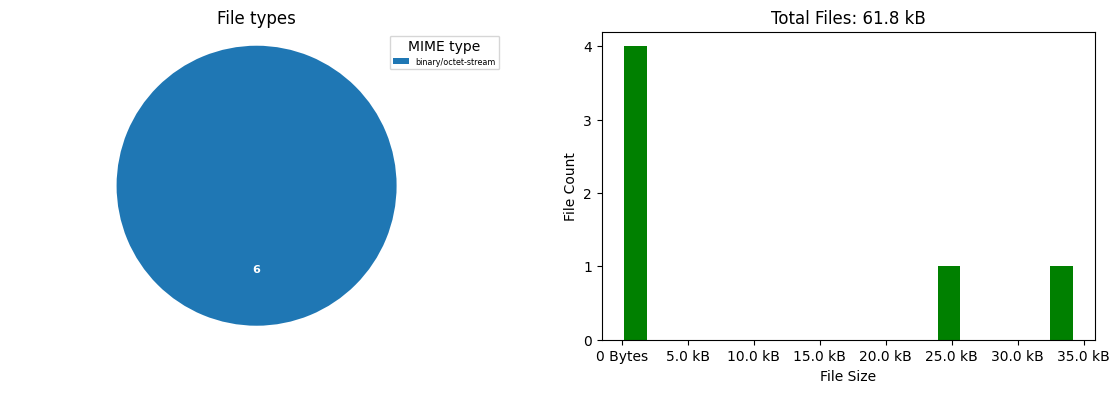 File types
MIME type
binary/octet-stream
6
Total Files: 61.8 kB
File Count
4
3
2
1
0
0 Bytes 5.0 kB 10.0 kB 15.0 kB 20.0 kB 25.0 kB 30.0 kB 35.0 kB
File Size